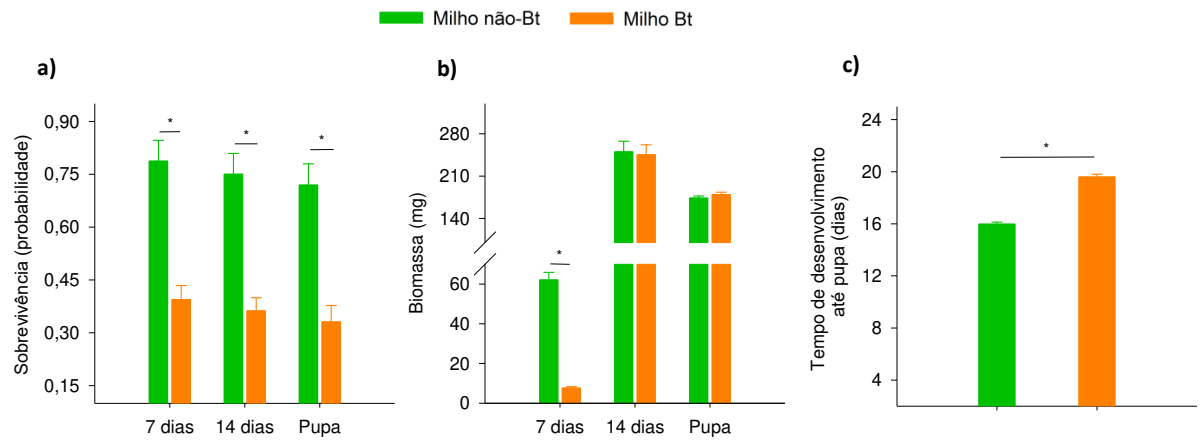 Milho não-Bt Milho Bt
a)
Sobrevivência (probabilidade)
0,90
0,75
0,60
0,45
0,30
0,15
*
*
*
7 dias 14 dias Pupa
b)
Biomassa (mg)
280
210
140
60
40
20
0
*
7 dias 14 dias Pupa
c)
Tempo de desenvolvimento
até pupa (dias)
24
20
16
12
8
4
*